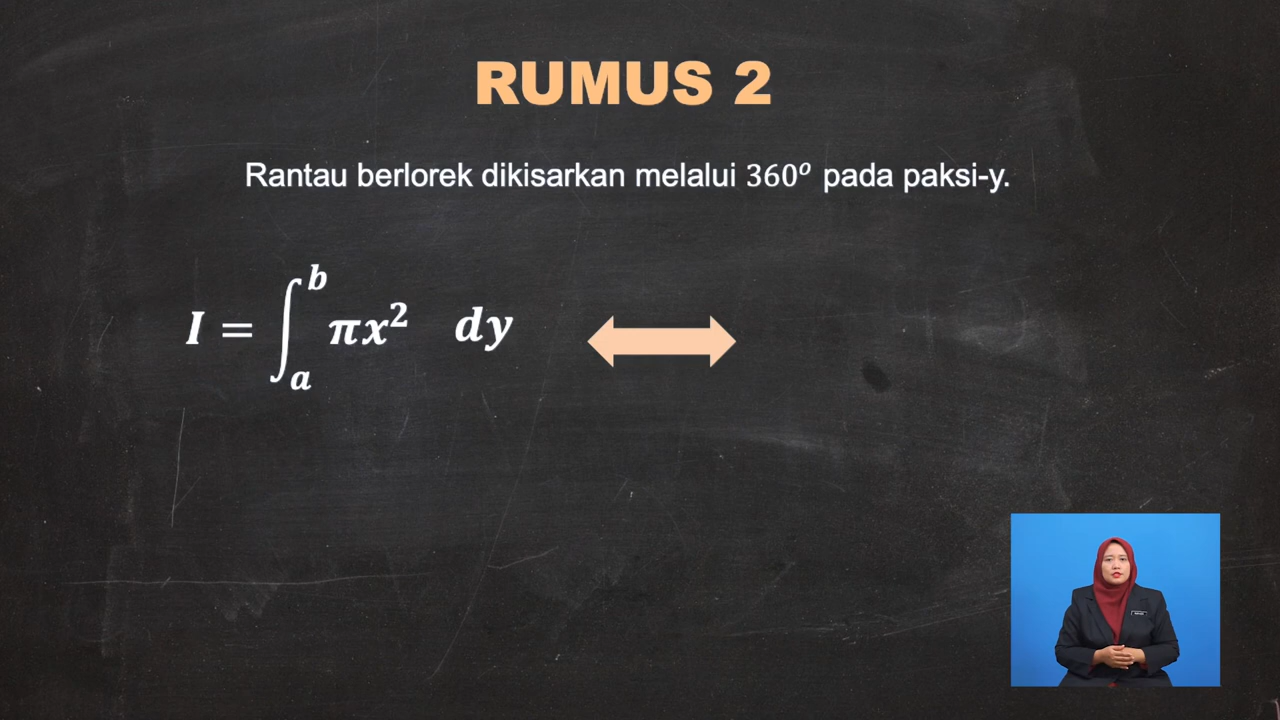 RUMUS 2
Rantau berlorek dikisarkan melalui 360° pada paksi-y.
I = ∫ₐᵇ πx² dy